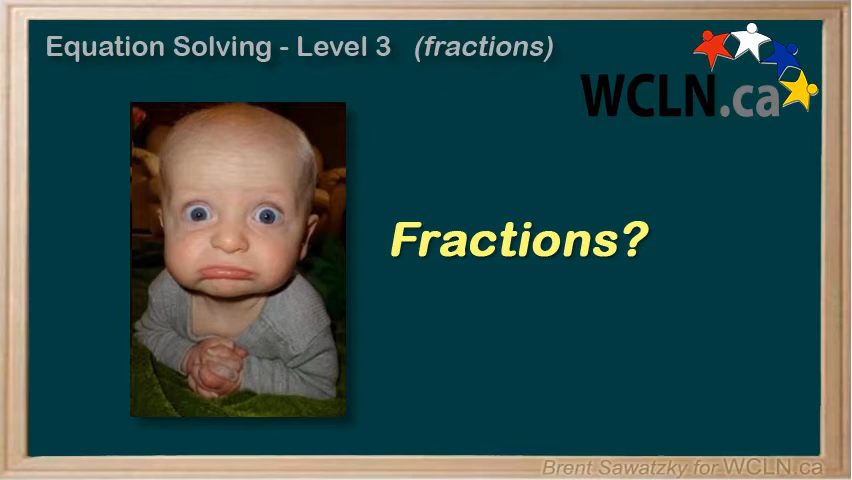 Equation Solving - Level 3 (fractions)
WCLN.ca
Fractions?
Brent Sawatzky for WCLN.ca